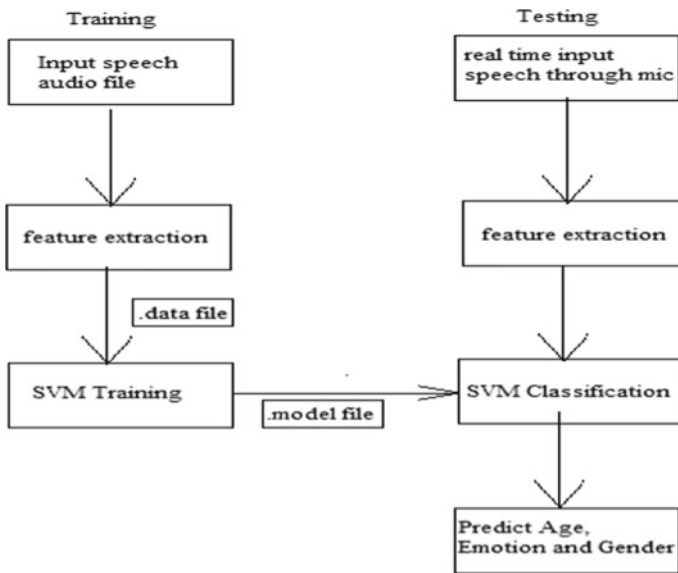 Training
Input speech
audio file
feature extraction
.data file
SVM Training
.model file
Testing
real time input
speech through mic
feature extraction
SVM Classification
Predict Age,
Emotion and Gender